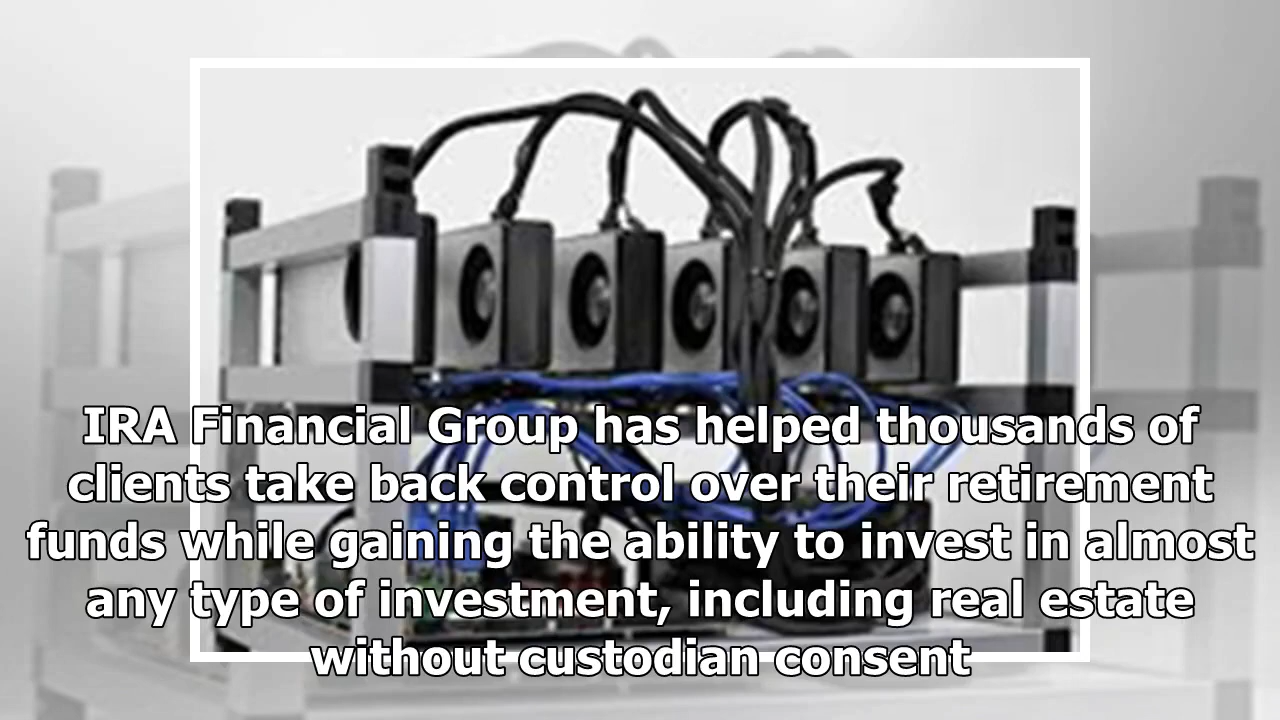 IRA Financial Group has helped thousands of
clients take back control over their retirement
funds while gaining the ability to invest in almost
any type of investment, including real estate
without custodian consent